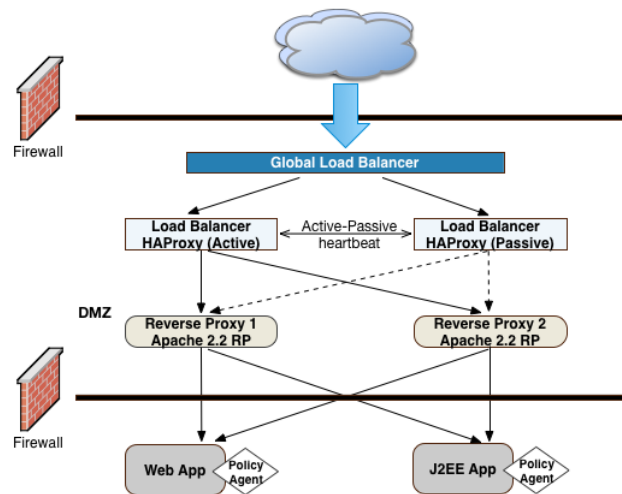 Firewall
Global Load Balancer
Load Balancer
HAProxy (Active)
Active-Passive
heartbeat
Load Balancer
HAProxy (Passive)
DMZ
Reverse Proxy 1
Apache 2.2 RP
Reverse Proxy 2
Apache 2.2 RP
Firewall
Web App
Policy
Agent
J2EE App
Policy
Agent